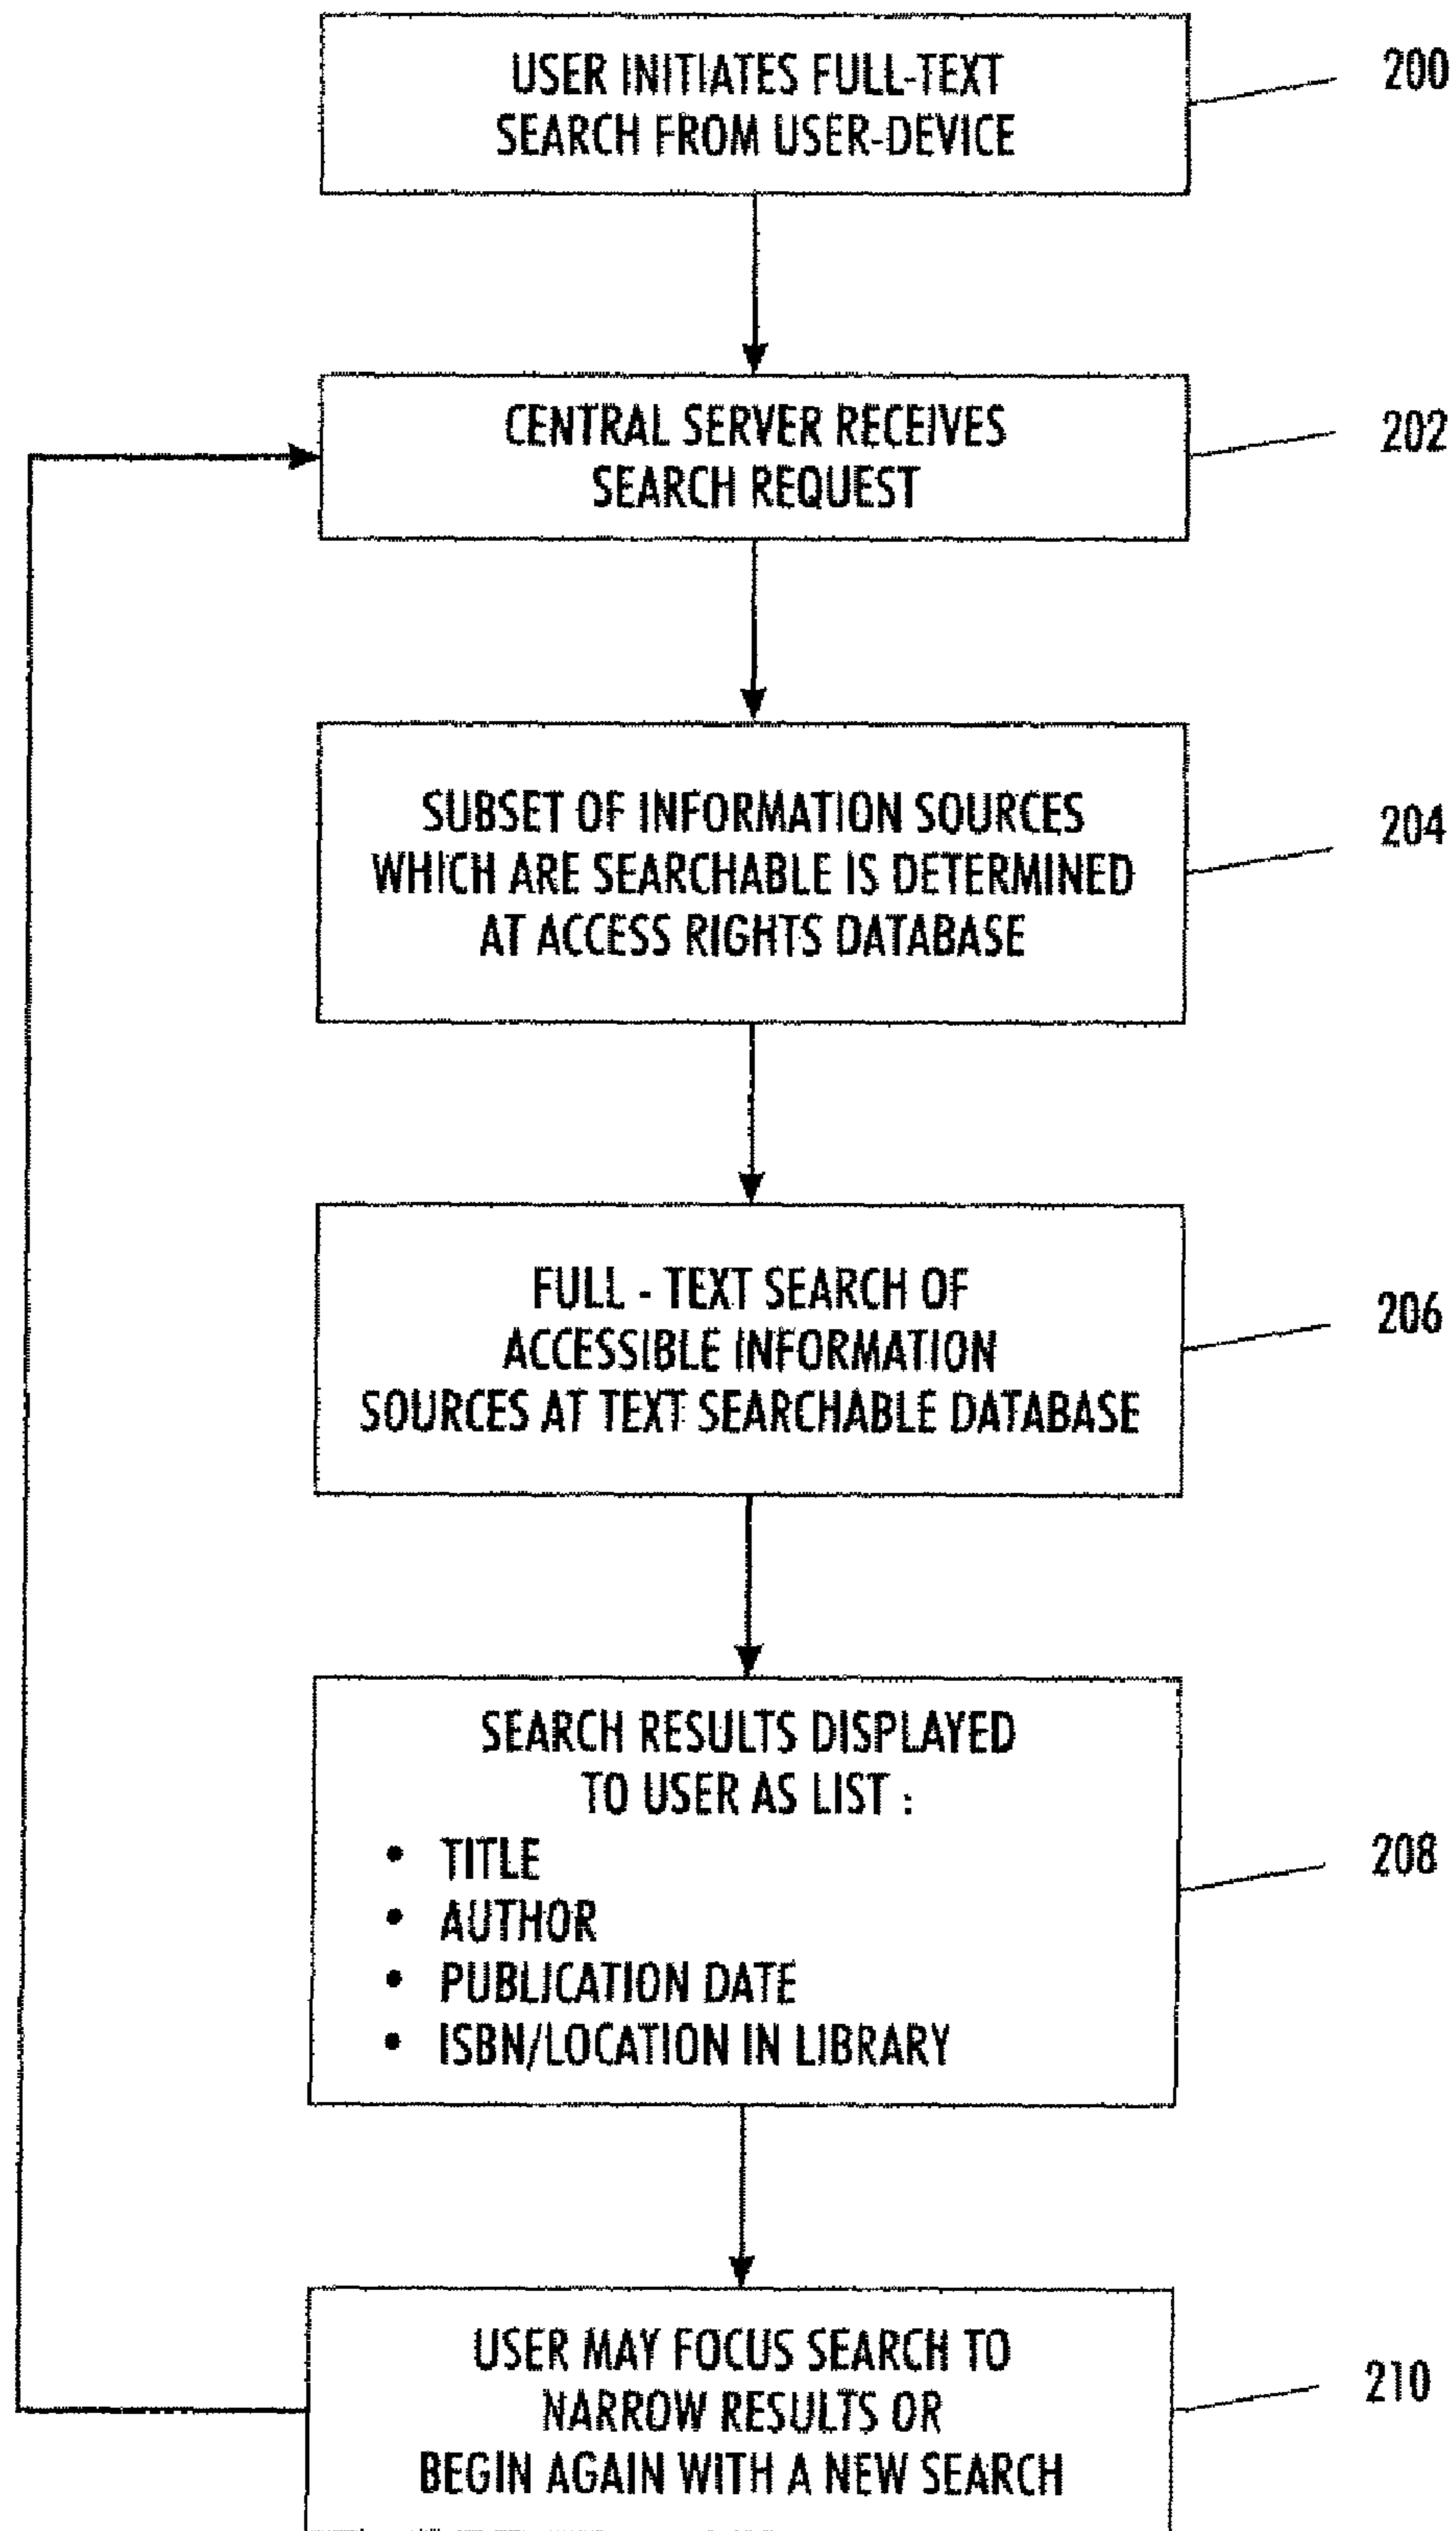 USER INITIATES FULL-TEXT
SEARCH FROM USER-DEVICE
200
CENTRAL SERVER RECEIVES
SEARCH REQUEST
202
SUBSET OF INFORMATION SOURCES
WHICH ARE SEARCHABLE IS DETERMINED
AT ACCESS RIGHTS DATABASE
204
FULL - TEXT SEARCH OF
ACCESSIBLE INFORMATION
SOURCES AT TEXT SEARCHABLE DATABASE
206
SEARCH RESULTS DISPLAYED
TO USER AS LIST :
• TITLE
• AUTHOR
• PUBLICATION DATE
• ISBN/LOCATION IN LIBRARY
208
USER MAY FOCUS SEARCH TO
NARROW RESULTS OR
BEGIN AGAIN WITH A NEW SEARCH
210